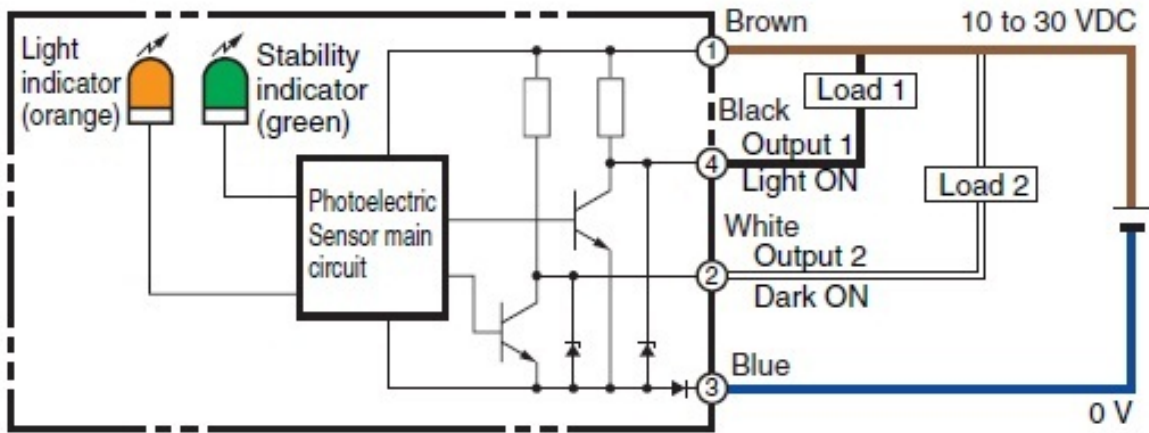 Light
indicator
(orange)
Stability
indicator
(green)
Photoelectric
Sensor main
circuit
Brown
10 to 30 VDC
1
Load 1
Black
Output 1
4
Light ON
Load 2
White
Output 2
2
Dark ON
Blue
3
0 V